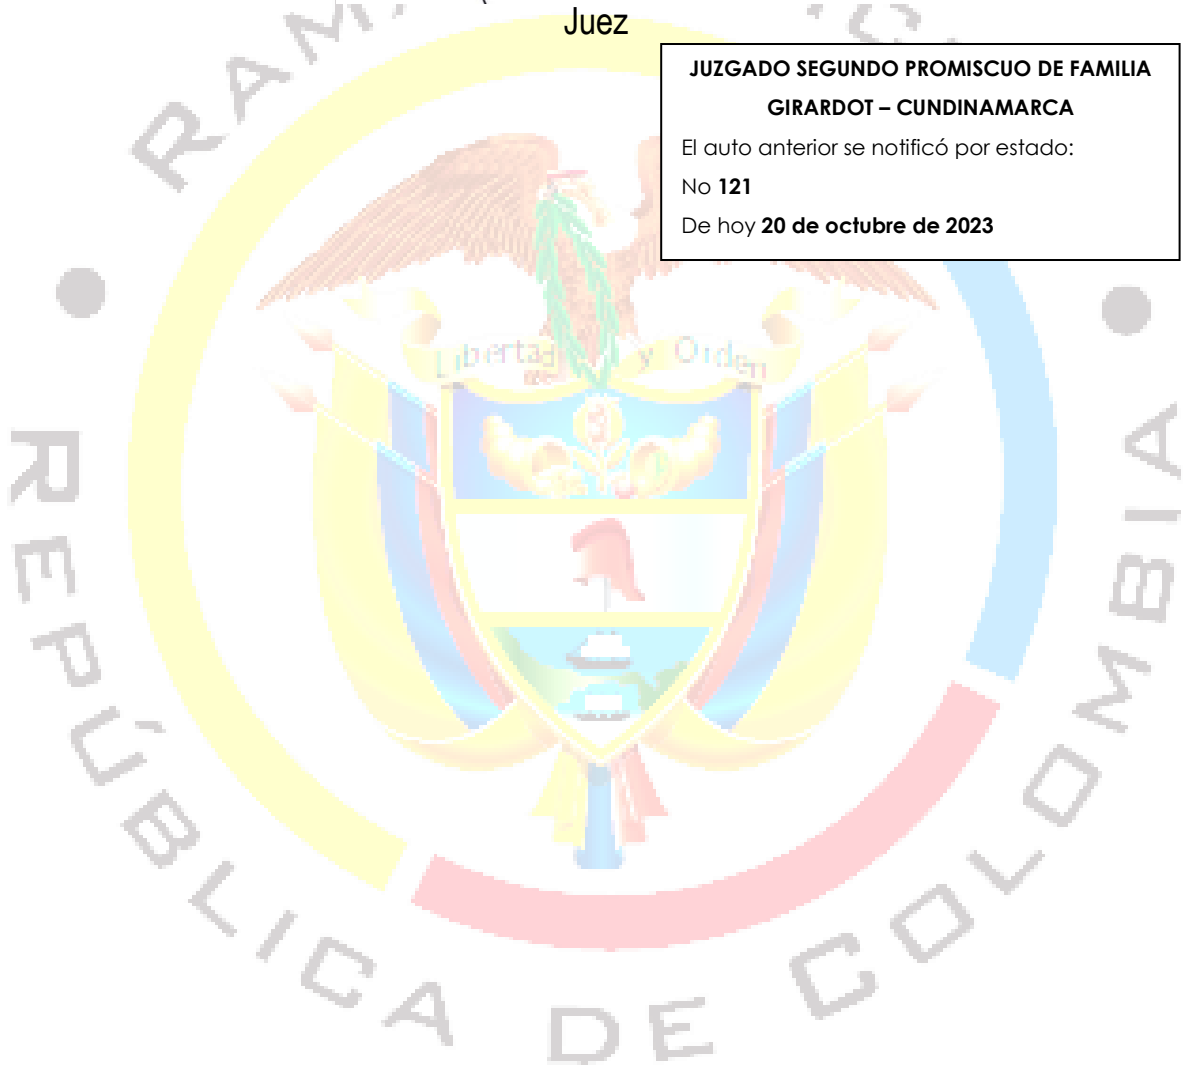 Juez
JUZGADO SEGUNDO PROMISCUO DE FAMILIA
GIRARDOT – CUNDINAMARCA
El auto anterior se notificó por estado:
No 121
De hoy 20 de octubre de 2023
Libertad y Orden
REPÚBLICA DE COLOMBIA